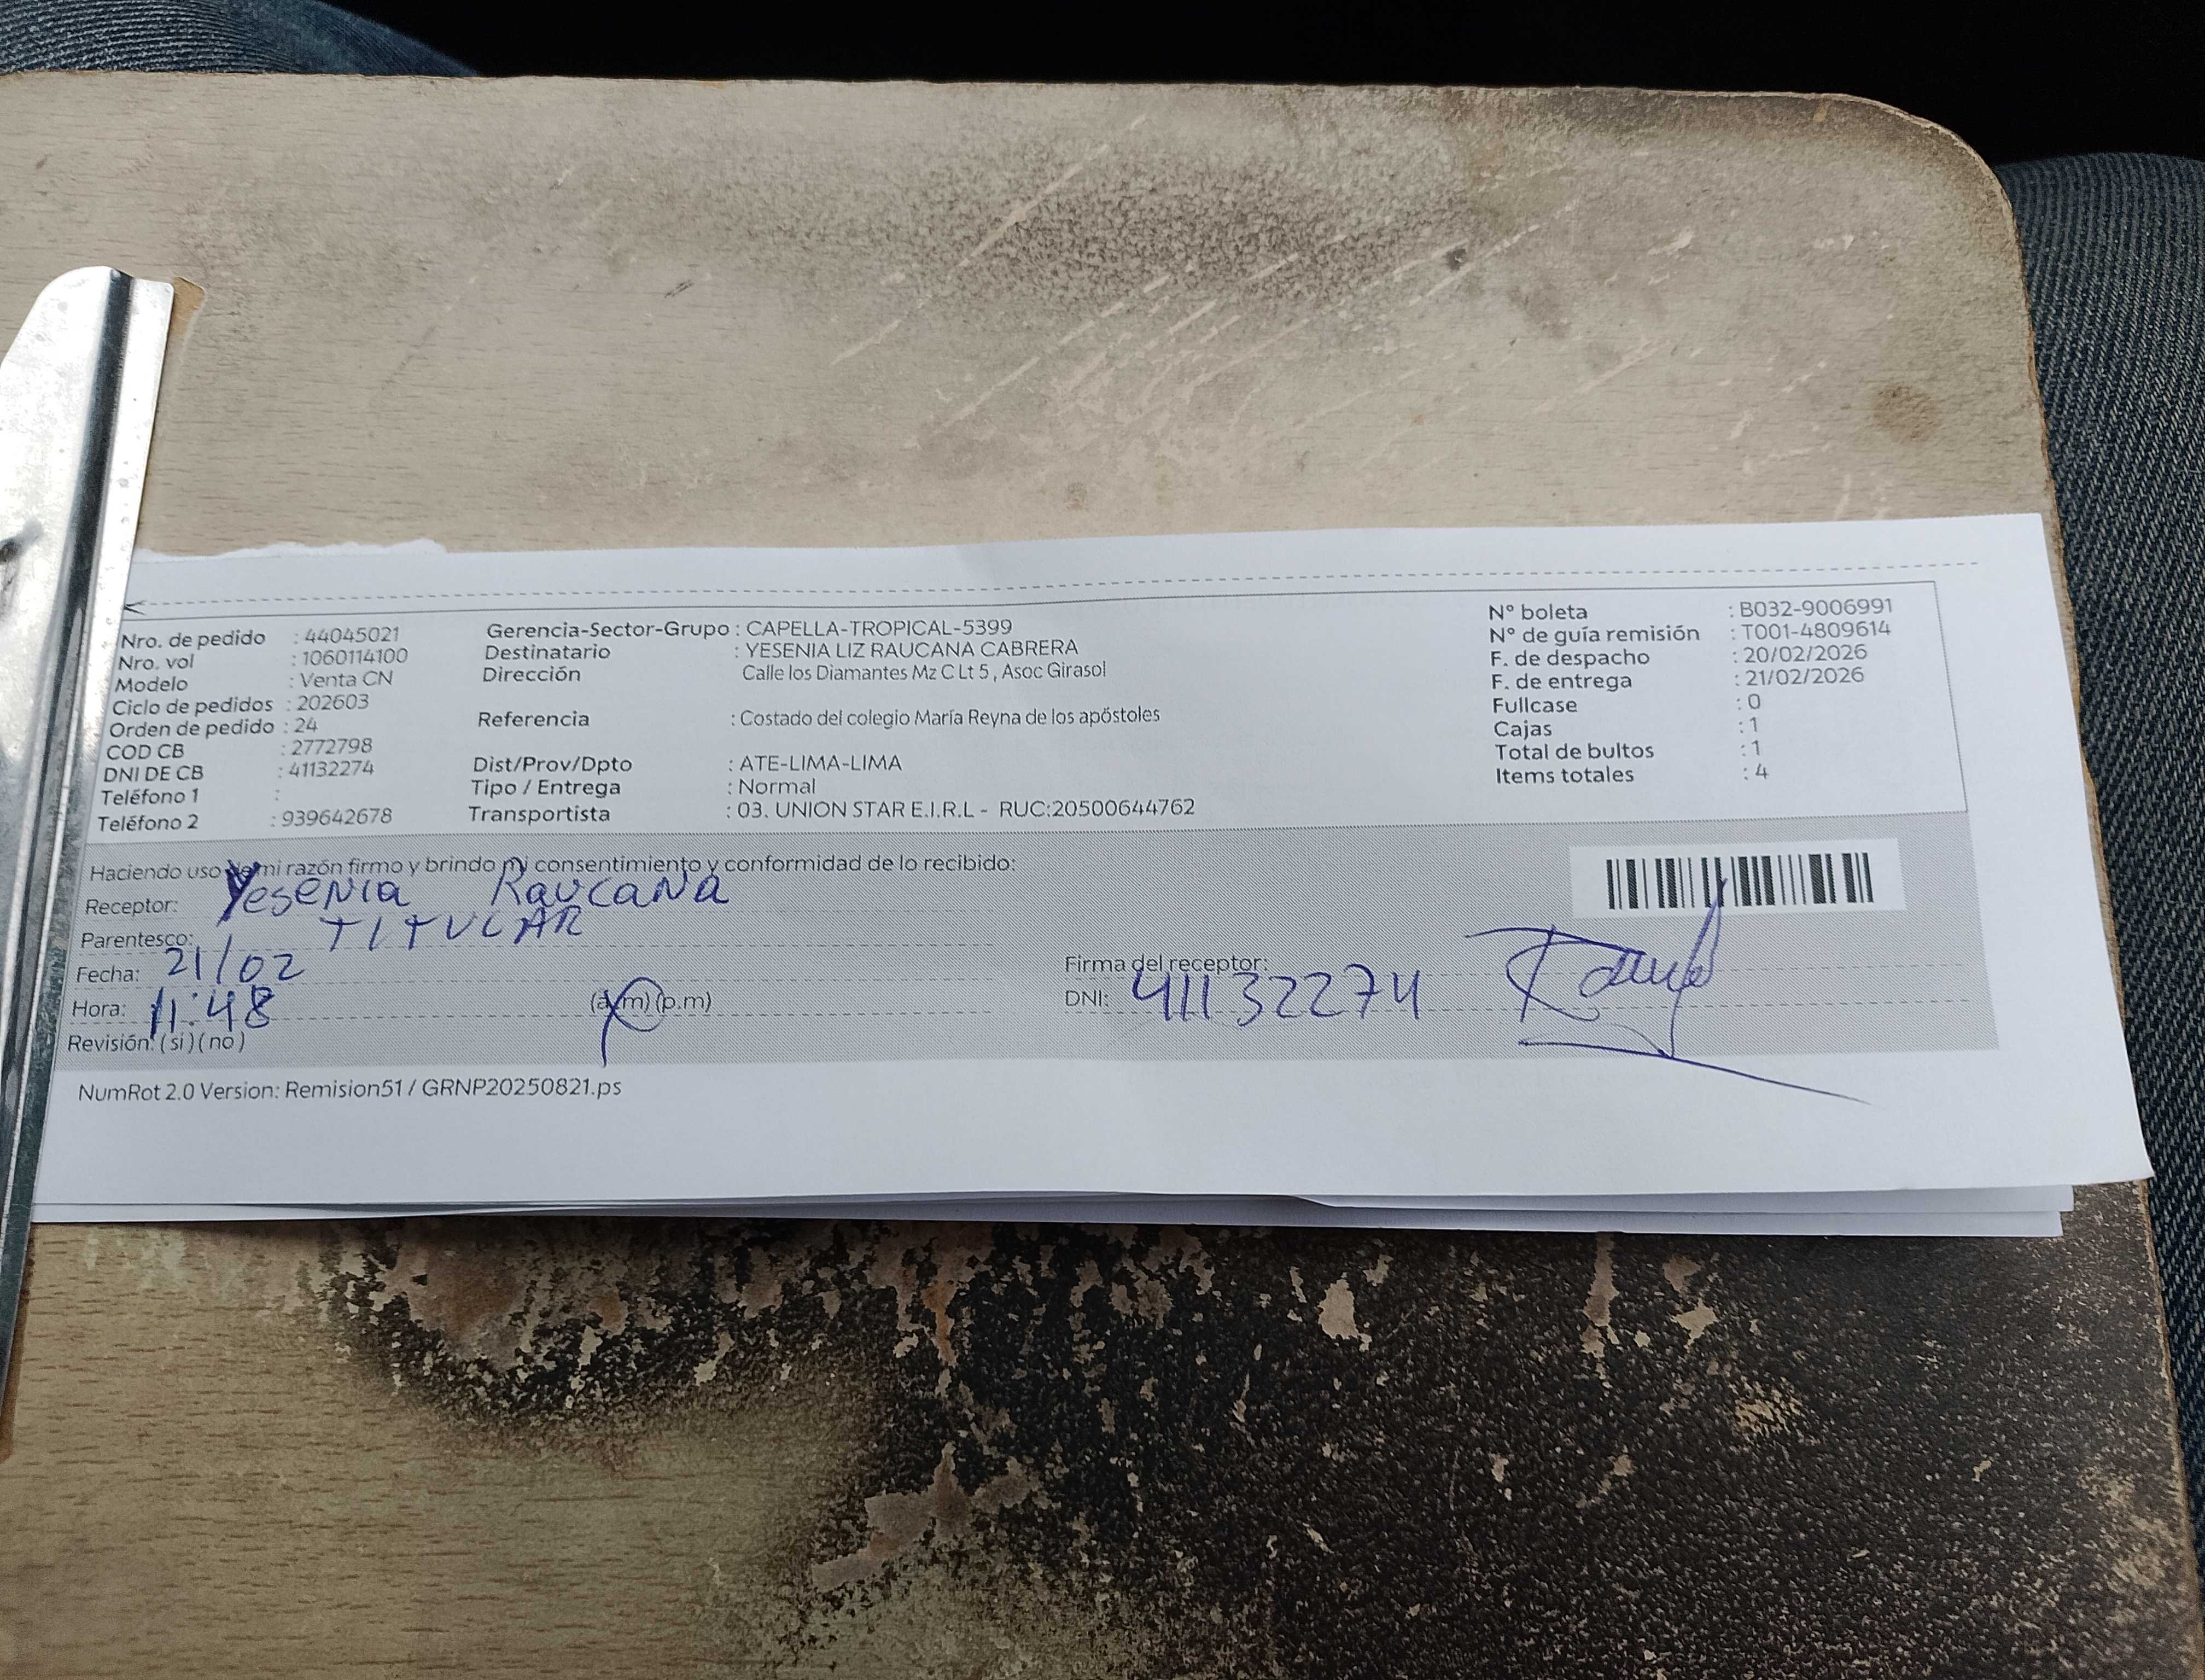 Nro. de pedido : 44045021
Nro. vol : 1060114100
Modelo : Venta CN
Ciclo de pedidos : 202603
Orden de pedido : 24
COD CB : 2772798
DNI DE CB : 41132274
Teléfono 1 :
Teléfono 2 : 939642678
Gerencia-Sector-Grupo : CAPELLA-TROPICAL-5399
Destinatario : YESENIA LIZ RAUCANA CABRERA
Dirección Calle los Diamantes Mz C Lt 5 , Asoc Girasol
Referencia : Costado del colegio María Reyna de los apóstoles
Dist/Prov/Dpto : ATE-LIMA-LIMA
Tipo / Entrega : Normal
Transportista : 03. UNION STAR E.I.R.L - RUC:20500644762
N° boleta : B032-9006991
N° de guía remisión : T001-4809614
F. de despacho : 20/02/2026
F. de entrega : 21/02/2026
Fullcase : 0
Cajas : 1
Total de bultos : 1
Items totales : 4
Haciendo uso de mi razón firmo y brindo mi consentimiento y conformidad de lo recibido:
Receptor: Yesenia Raucana
Parentesco: TITULAR
Fecha: 21/02
Hora: 11:48 (a.m) (p.m)
Revisión: (si) (no)
Firma del receptor:
DNI: 41132274
NumRot 2.0 Version: Remision51 / GRNP20250821.ps